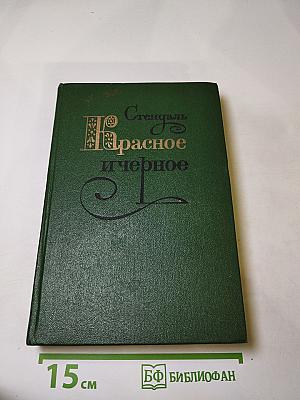 Стендаль
Красное
и черное
15 см
БФ БИБЛИОФАН